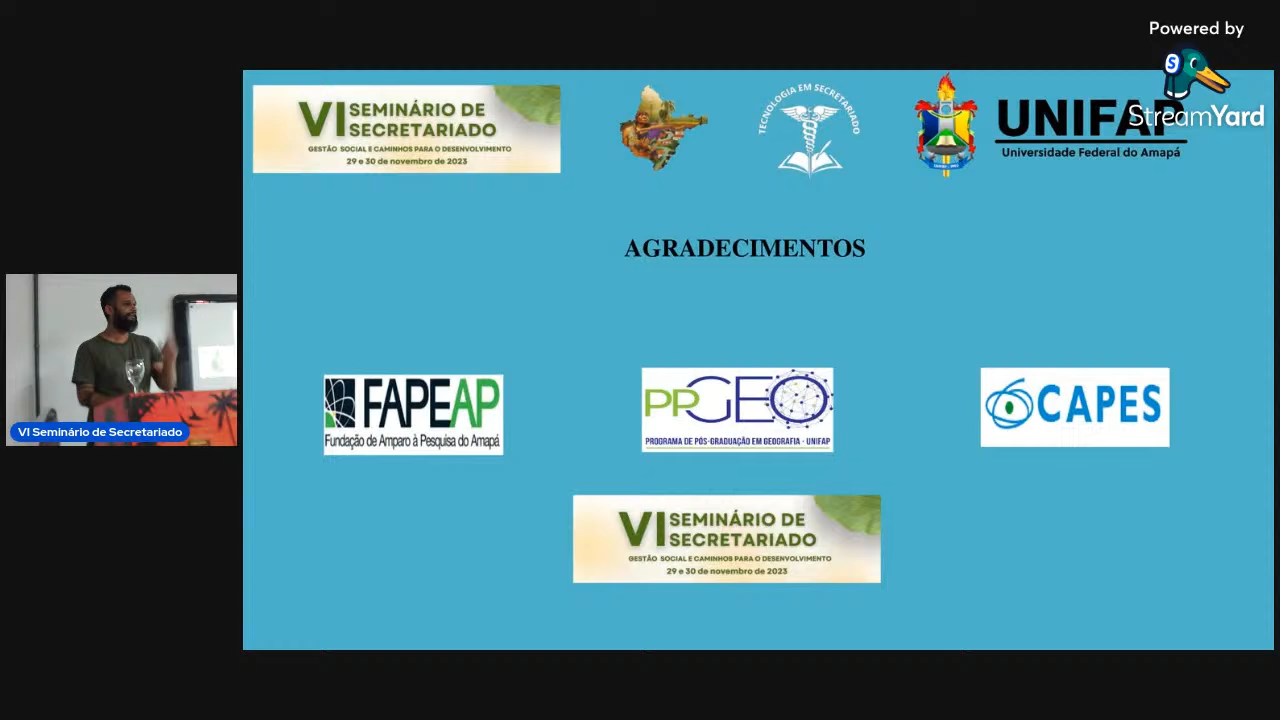 Powered by
StreamYard
VI SEMINÁRIO DE
SECRETARIADO
GESTÃO SOCIAL E CAMINHOS PARA O DESENVOLVIMENTO
29 e 30 de novembro de 2023
TECNOLOGIA EM SECRETARIADO
UNIFAP
Universidade Federal do Amapá
AGRADECIMENTOS
FAPEAP
Fundação de Amparo à Pesquisa do Amapá
PPGEO
PROGRAMA DE PÓS-GRADUAÇÃO EM GEOGRAFIA - UNIFAP
CAPES
VI Seminário de Secretariado
VI SEMINÁRIO DE
SECRETARIADO
GESTÃO SOCIAL E CAMINHOS PARA O DESENVOLVIMENTO
29 e 30 de novembro de 2023